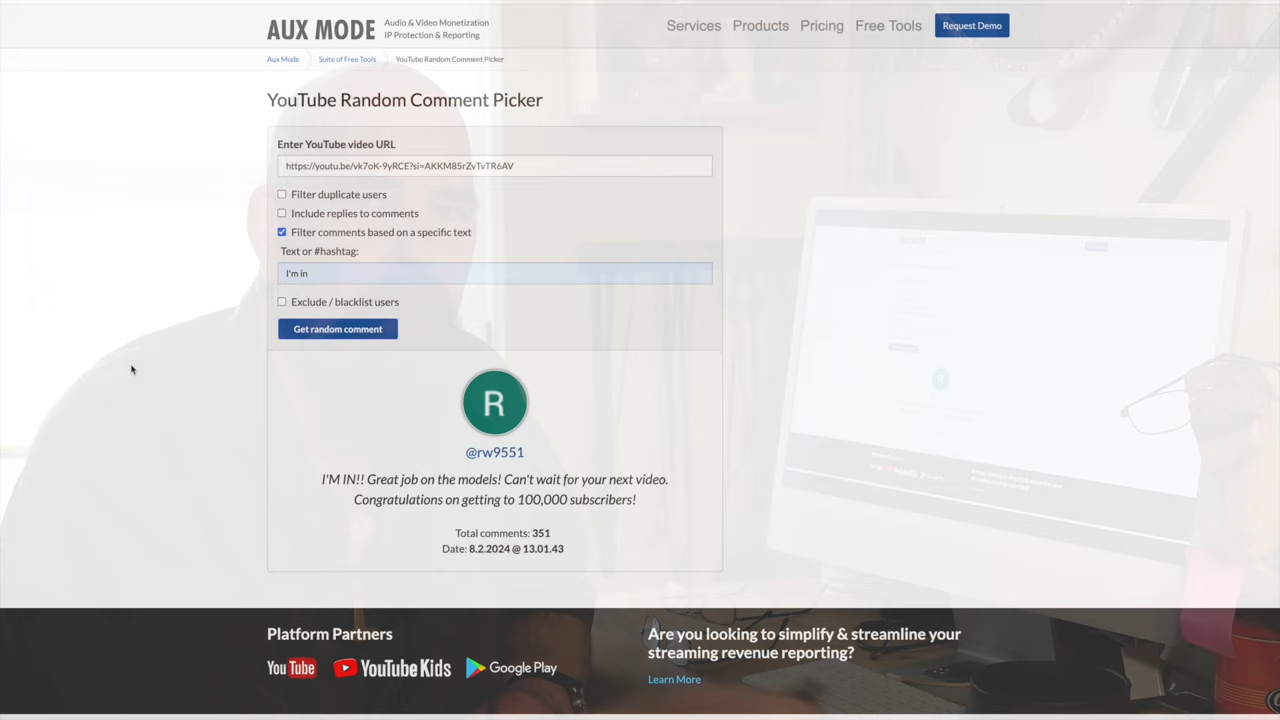 AUX MODE
Audio & Video Monetization
IP Protection & Reporting
Services Products Pricing Free Tools Request Demo
Aux Mode Suite of Free Tools YouTube Random Comment Picker
YouTube Random Comment Picker
Enter YouTube video URL
https://youtu.be/vk7oK-9yRCE?si=AKKM85rZvTvTR6AV
Filter duplicate users
Include replies to comments
Filter comments based on a specific text
Text or #hashtag:
I'm in
Exclude / blacklist users
Get random comment
R
@rw9551
I'M IN!! Great job on the models! Can't wait for your next video.
Congratulations on getting to 100,000 subscribers!
Total comments: 351
Date: 8.2.2024 @ 13.01.43
Platform Partners
YouTube YouTube Kids Google Play
Are you looking to simplify & streamline your
streaming revenue reporting?
Learn More